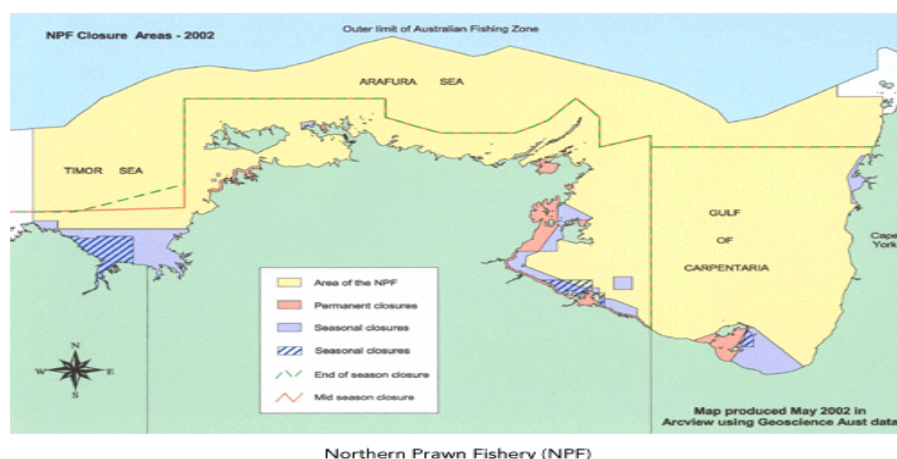 NPF Closure Areas - 2002
Outer limit of Australian Fishing Zone
ARAFURA SEA
TIMOR SEA
GULF
OF
CARPENTARIA
Cape
York
Area of the NPF
Permanent closures
Seasonal closures
Seasonal closures
End of season closure
Mid season closure
N
W E
S
Map produced May 2002 in
Arcview using Geoscience Aust data
Northern Prawn Fishery (NPF)